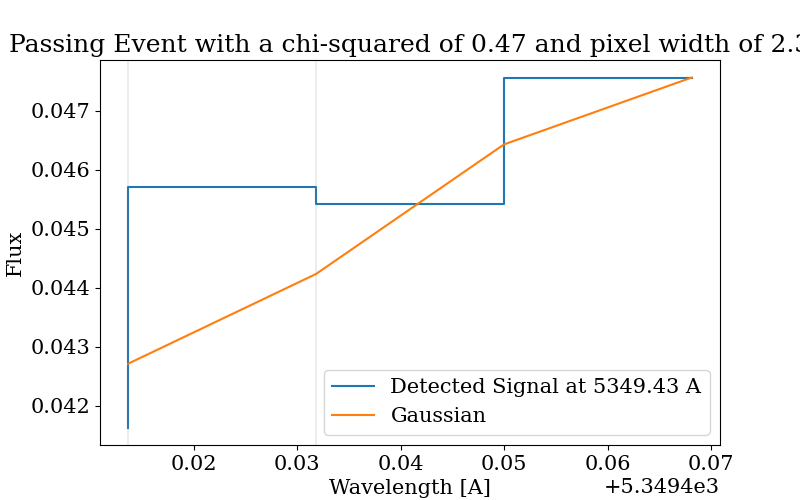 Passing Event with a chi-squared of 0.47 and pixel width of 2.3
0.047
0.046
0.045
0.044
0.043
0.042
Flux
Detected Signal at 5349.43 A
Gaussian
0.02 0.03 0.04 0.05 0.06 0.07
Wavelength [A]
+5.3494e3